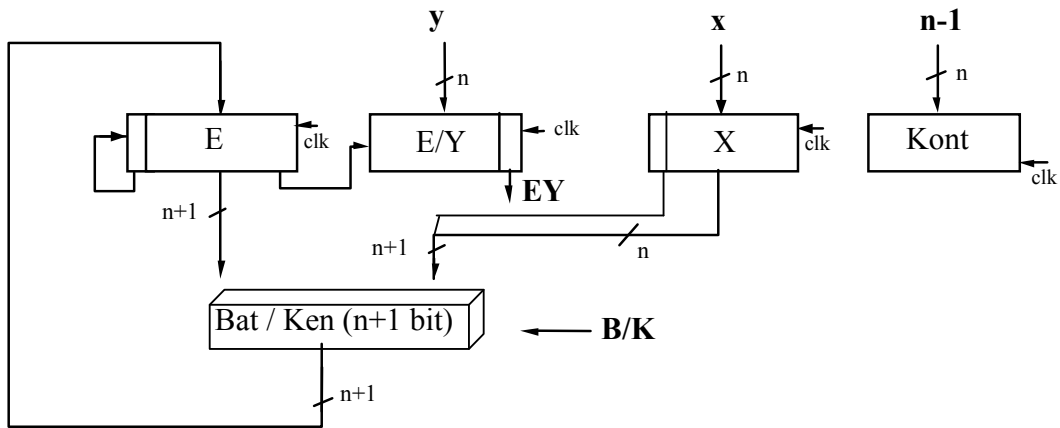 y
x
n-1
n
n
n
E
clk
E/Y
clk
X
clk
Kont
clk
EY
n+1
n+1
n
Bat / Ken (n+1 bit)
B/K
n+1